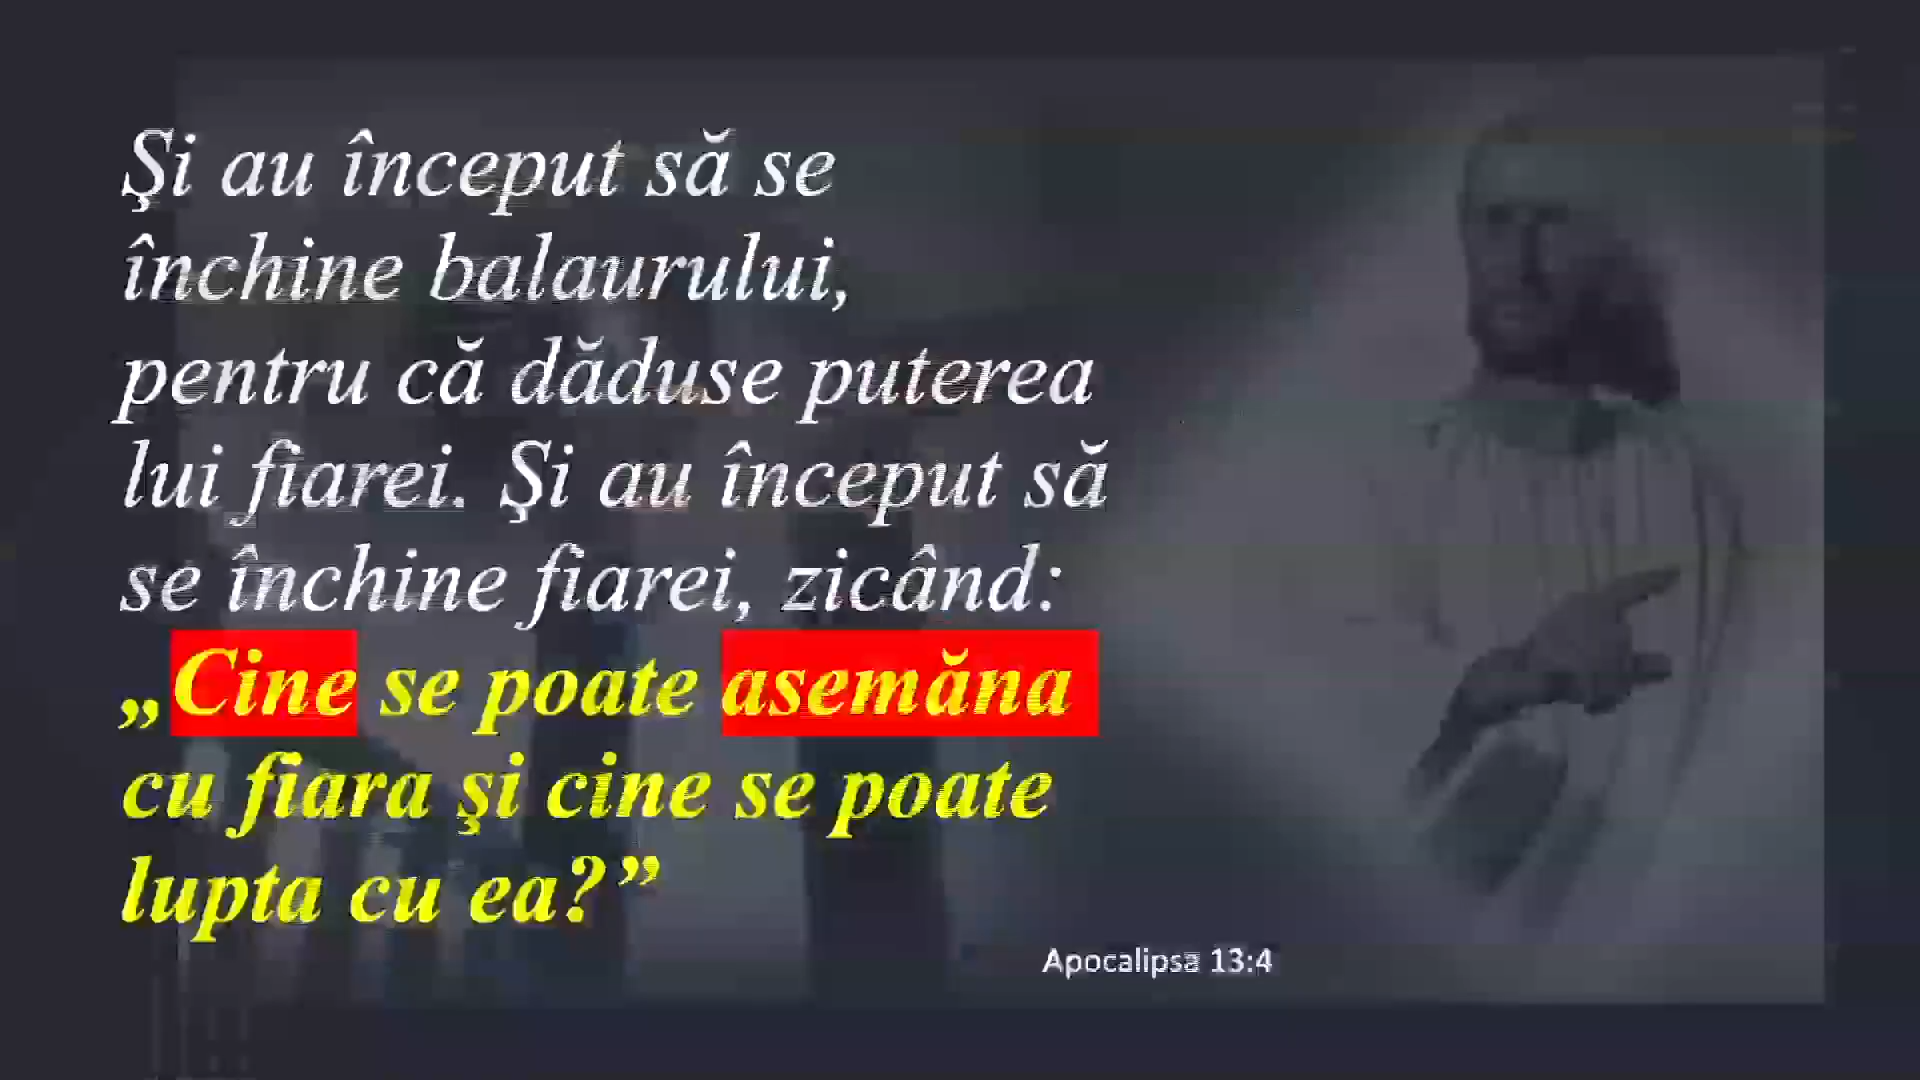 Şi au început să se
închine balaurului,
pentru că dăduse puterea
lui fiarei. Şi au început să
se închine fiarei, zicând:
„Cine se poate asemăna
cu fiara şi cine se poate
lupta cu ea?”
Apocalipsa 13:4